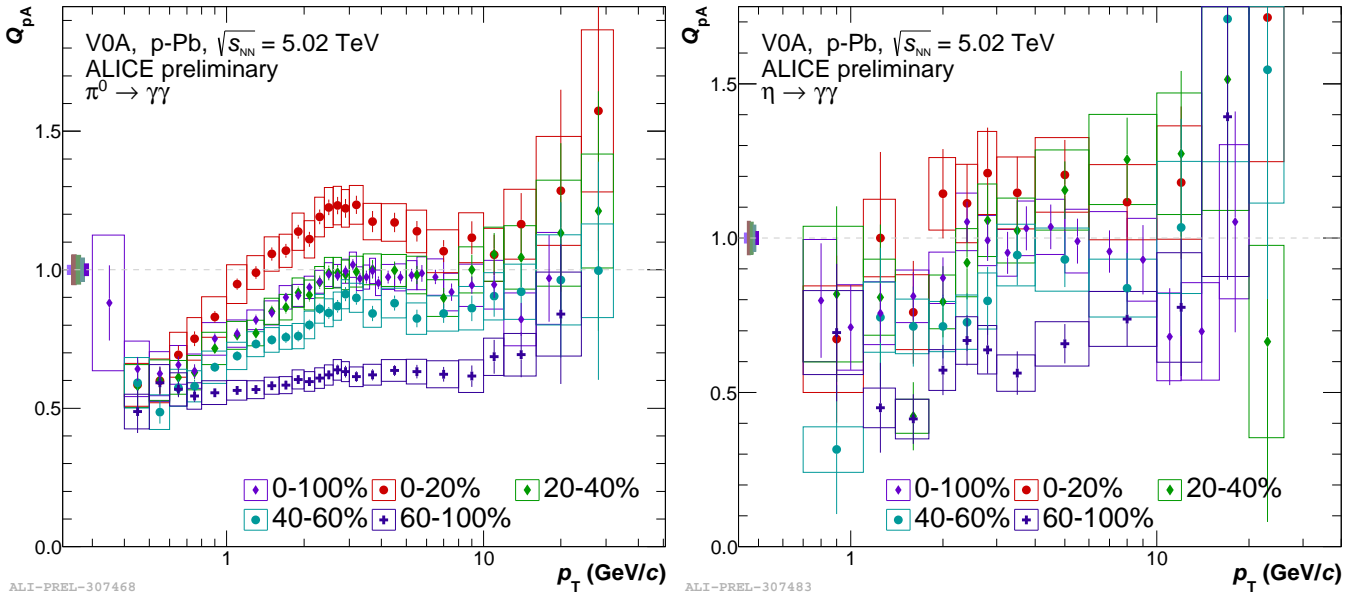 Q_pA
V0A, p-Pb, √s_NN = 5.02 TeV
ALICE preliminary
π⁰ → γγ
1.5
1.0
0.5
0.0
0-100% 0-20% 20-40%
40-60% 60-100%
1 10
p_T (GeV/c)
ALI-PREL-307468
Q_pA
V0A, p-Pb, √s_NN = 5.02 TeV
ALICE preliminary
η → γγ
1.5
1.0
0.5
0.0
0-100% 0-20% 20-40%
40-60% 60-100%
1 10
p_T (GeV/c)
ALI-PREL-307483